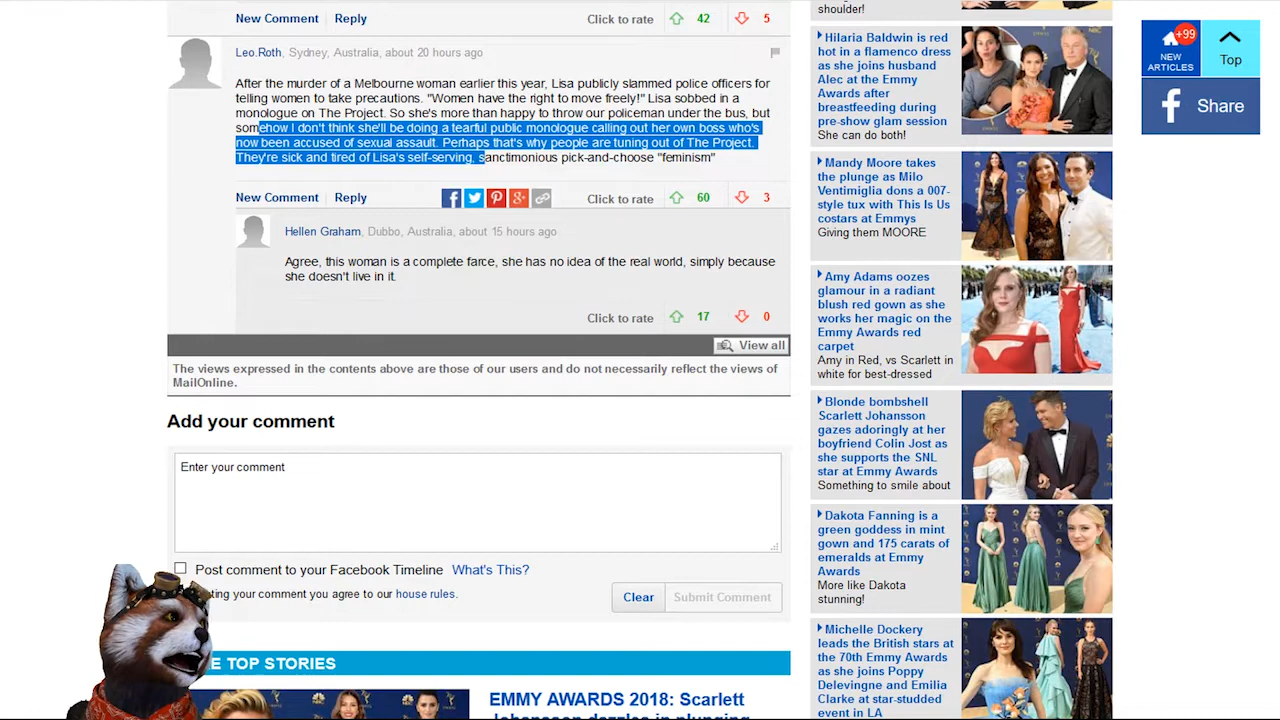 New Comment Reply Click to rate 42 5
Leo.Roth, Sydney, Australia, about 20 hours ago
After the murder of a Melbourne woman earlier this year, Lisa publicly slammed police officers for
telling women to take precautions. "Women have the right to move freely!" Lisa sobbed in a
monologue on The Project. So she's more than happy to throw our policeman under the bus, but
somehow I don't think she'll be doing a tearful public monologue calling out her own boss who's
now been accused of sexual assault. Perhaps that's why people are tuning out of The Project.
They're sick and tired of Lisa's self-serving, sanctimonious pick-and-choose "feminism"
New Comment Reply Click to rate 60 3
Hellen Graham, Dubbo, Australia, about 15 hours ago
Agree, this woman is a complete farce, she has no idea of the real world, simply because
she doesn't live in it.
Click to rate 17 0
View all
The views expressed in the contents above are those of our users and do not necessarily reflect the views of
MailOnline.
Add your comment
Enter your comment
Post comment to your Facebook Timeline What's This?
ting your comment you agree to our house rules.
Clear Submit Comment
E TOP STORIES
EMMY AWARDS 2018: Scarlett
shoulder!
Hilaria Baldwin is red
hot in a flamenco dress
as she joins husband
Alec at the Emmy
Awards after
breastfeeding during
pre-show glam session
She can do both!
Mandy Moore takes
the plunge as Milo
Ventimiglia dons a 007-
style tux with This Is Us
costars at Emmys
Giving them MOORE
Amy Adams oozes
glamour in a radiant
blush red gown as she
works her magic on the
Emmy Awards red
carpet
Amy in Red, vs Scarlett in
white for best-dressed
Blonde bombshell
Scarlett Johansson
gazes adoringly at her
boyfriend Colin Jost as
she supports the SNL
star at Emmy Awards
Something to smile about
Dakota Fanning is a
green goddess in mint
gown and 175 carats of
emeralds at Emmy
Awards
More like Dakota
stunning!
Michelle Dockery
leads the British stars at
the 70th Emmy Awards
as she joins Poppy
Delevingne and Emilia
Clarke at star-studded
event in LA
+99
NEW
ARTICLES
Top
Share